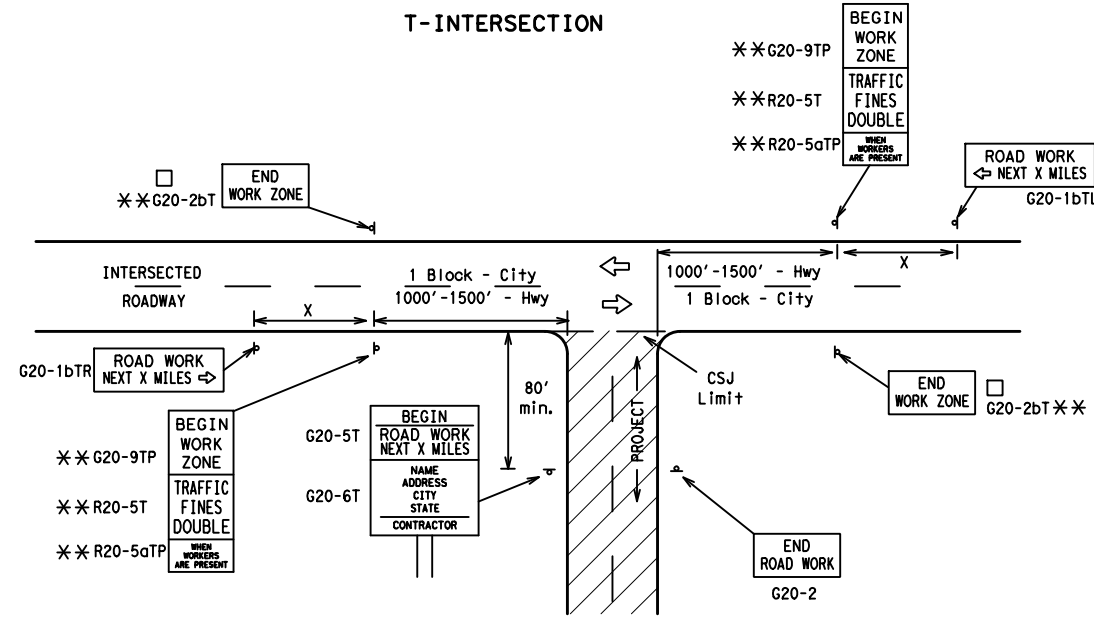 T-INTERSECTION
BEGIN
WORK
ZONE
TRAFFIC
FINES
DOUBLE
WHEN
WORKERS
ARE PRESENT
**G20-9TP
**R20-5T
**R20-5aTP
ROAD WORK
⇦ NEXT X MILES
G20-1bTL
□
**G20-2bT
END
WORK ZONE
INTERSECTED
ROADWAY
1 Block - City
1000'-1500' - Hwy
X
1000'-1500' - Hwy
1 Block - City
X
G20-1bTR
ROAD WORK
NEXT X MILES ⇨
** G20-9TP
** R20-5T
** R20-5aTP
BEGIN
WORK
ZONE
TRAFFIC
FINES
DOUBLE
WHEN
WORKERS
ARE PRESENT
G20-5T
G20-6T
BEGIN
ROAD WORK
NEXT X MILES
NAME
ADDRESS
CITY
STATE
CONTRACTOR
80'
min.
PROJECT
CSJ
Limit
END
WORK ZONE
□
G20-2bT **
END
ROAD WORK
G20-2